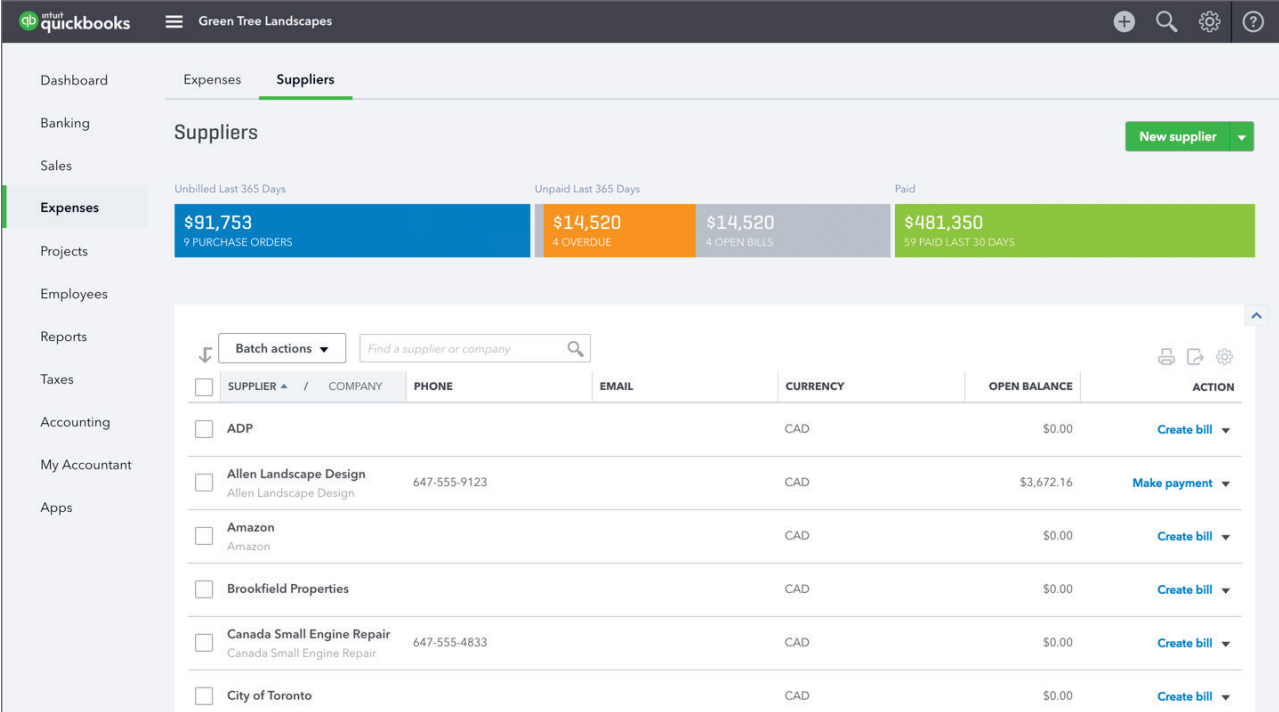 intuit
quickbooks
Green Tree Landscapes
Dashboard
Banking
Sales
Expenses
Projects
Employees
Reports
Taxes
Accounting
My Accountant
Apps
Expenses Suppliers
Suppliers
New supplier
Unbilled Last 365 Days Unpaid Last 365 Days Paid
$91,753 $14,520 $14,520 $481,350
9 PURCHASE ORDERS 4 OVERDUE 4 OPEN BILLS 59 PAID LAST 30 DAYS
Batch actions Find a supplier or company
SUPPLIER / COMPANY PHONE EMAIL CURRENCY OPEN BALANCE ACTION
ADP CAD $0.00 Create bill
Allen Landscape Design 647-555-9123 CAD $3,672.16 Make payment
Allen Landscape Design
Amazon CAD $0.00 Create bill
Amazon
Brookfield Properties CAD $0.00 Create bill
Canada Small Engine Repair 647-555-4833 CAD $0.00 Create bill
Canada Small Engine Repair
City of Toronto CAD $0.00 Create bill